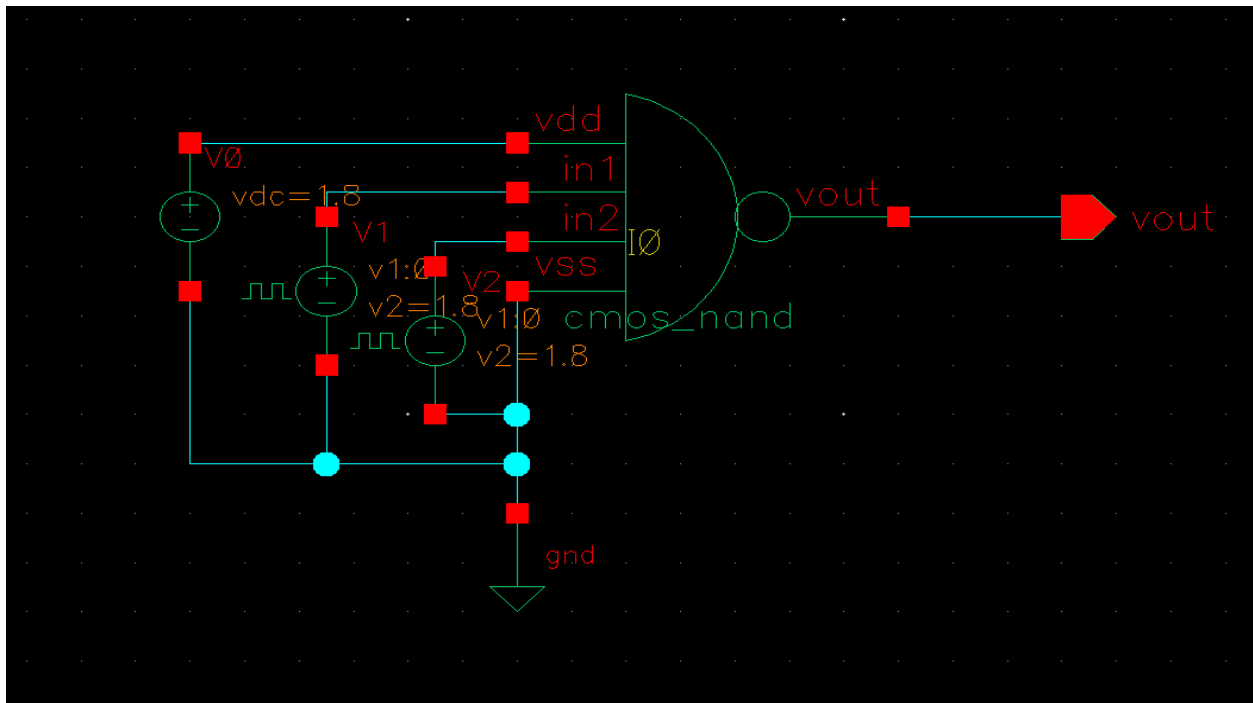 vdd
V0
in1
vdc=1.8
vout
in2
V1
vout
I0
vss
v1:0
V2
v2=1.8
v1:0
cmos_nand
v2=1.8
gnd